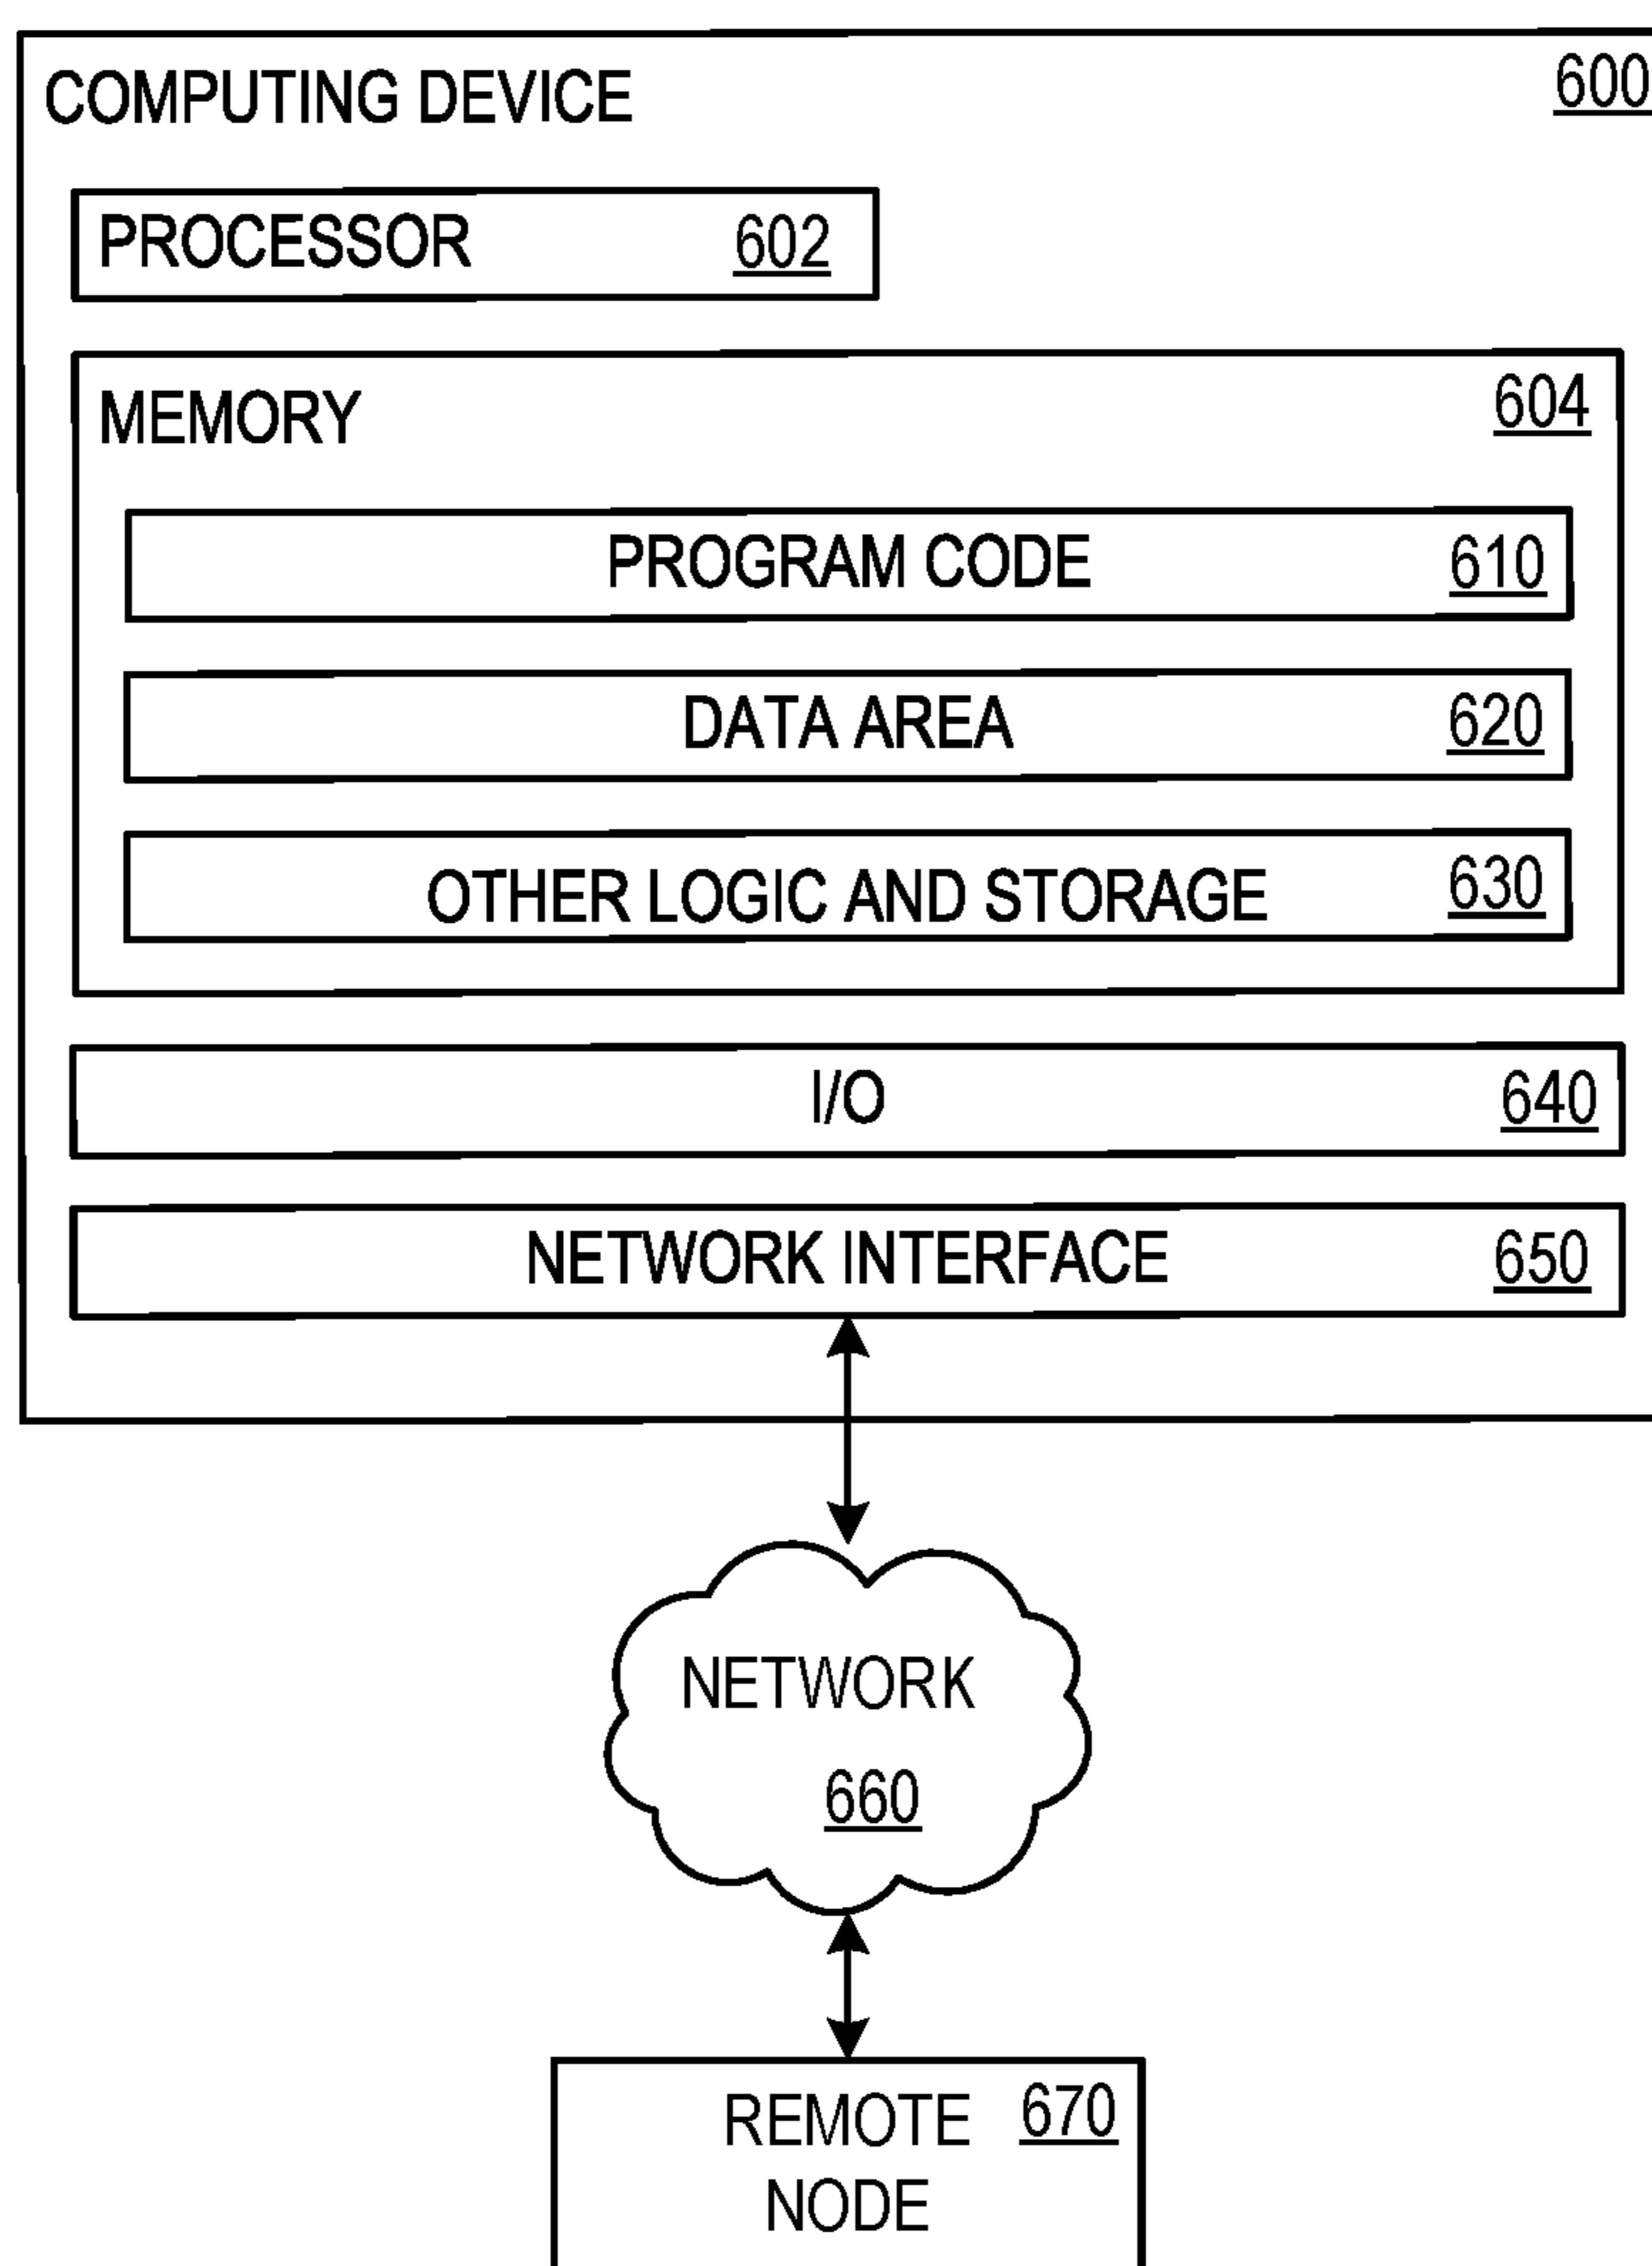 COMPUTING DEVICE 600
PROCESSOR 602
MEMORY 604
PROGRAM CODE 610
DATA AREA 620
OTHER LOGIC AND STORAGE 630
I/O 640
NETWORK INTERFACE 650
NETWORK
660
REMOTE 670
NODE